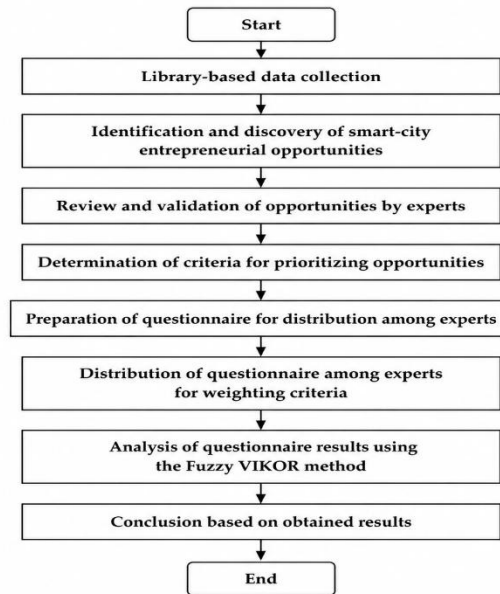 Start
Library-based data collection
Identification and discovery of smart-city
entrepreneurial opportunities
Review and validation of opportunities by experts
Determination of criteria for prioritizing opportunities
Preparation of questionnaire for distribution among experts
Distribution of questionnaire among experts
for weighting criteria
Analysis of questionnaire results using
the Fuzzy VIKOR method
Conclusion based on obtained results
End